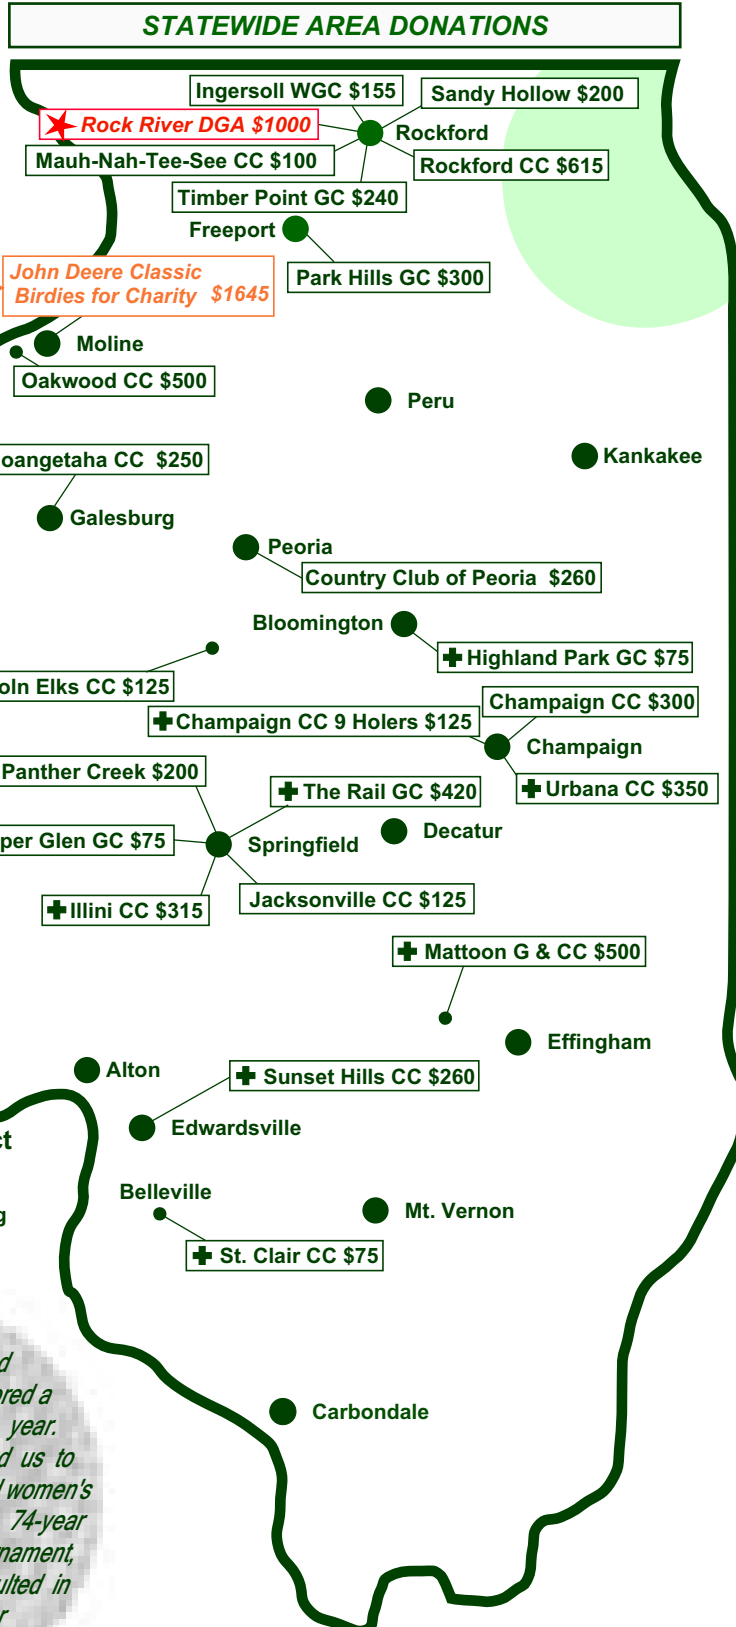 STATEWIDE AREA DONATIONS
Ingersoll WGC $155
Sandy Hollow $200
Rock River DGA $1000
Rockford
Mauh-Nah-Tee-See CC $100
Rockford CC $615
Timber Point GC $240
Freeport
Park Hills GC $300
John Deere Classic
Birdies for Charity $1645
Moline
Oakwood CC $500
Peru
oangetaha CC $250
Kankakee
Galesburg
Peoria
Country Club of Peoria $260
Bloomington
Highland Park GC $75
oln Elks CC $125
Champaign CC $300
Champaign CC 9 Holers $125
Champaign
Panther Creek $200
Urbana CC $350
The Rail GC $420
Decatur
per Glen GC $75
Springfield
Jacksonville CC $125
Illini CC $315
Mattoon G & CC $500
Effingham
Alton
Sunset Hills CC $260
Edwardsville
ct
Belleville
Mt. Vernon
g
St. Clair CC $75
d
ored a
year.
d us to
l women's
74-year
nament,
ulted in
r
Carbondale